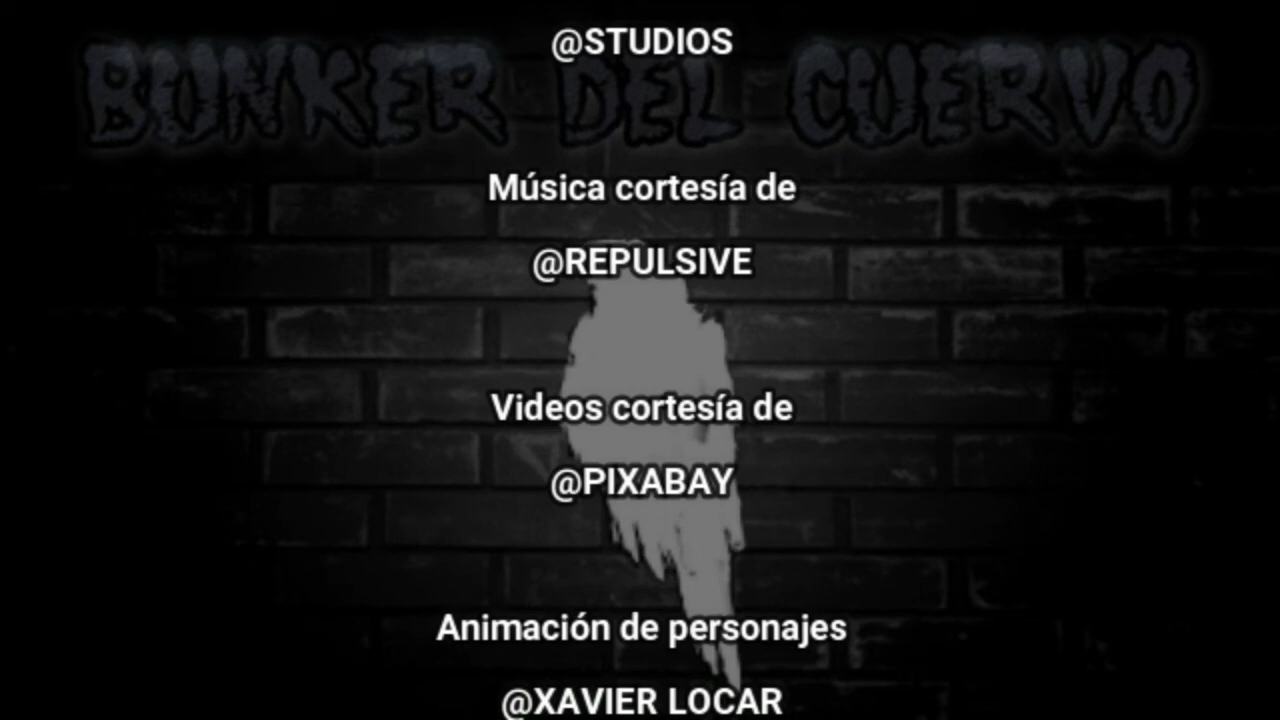 @STUDIOS
BUNKER DEL CUERVO
Música cortesía de
@REPULSIVE
Videos cortesía de
@PIXABAY
Animación de personajes
@XAVIER LOCAR